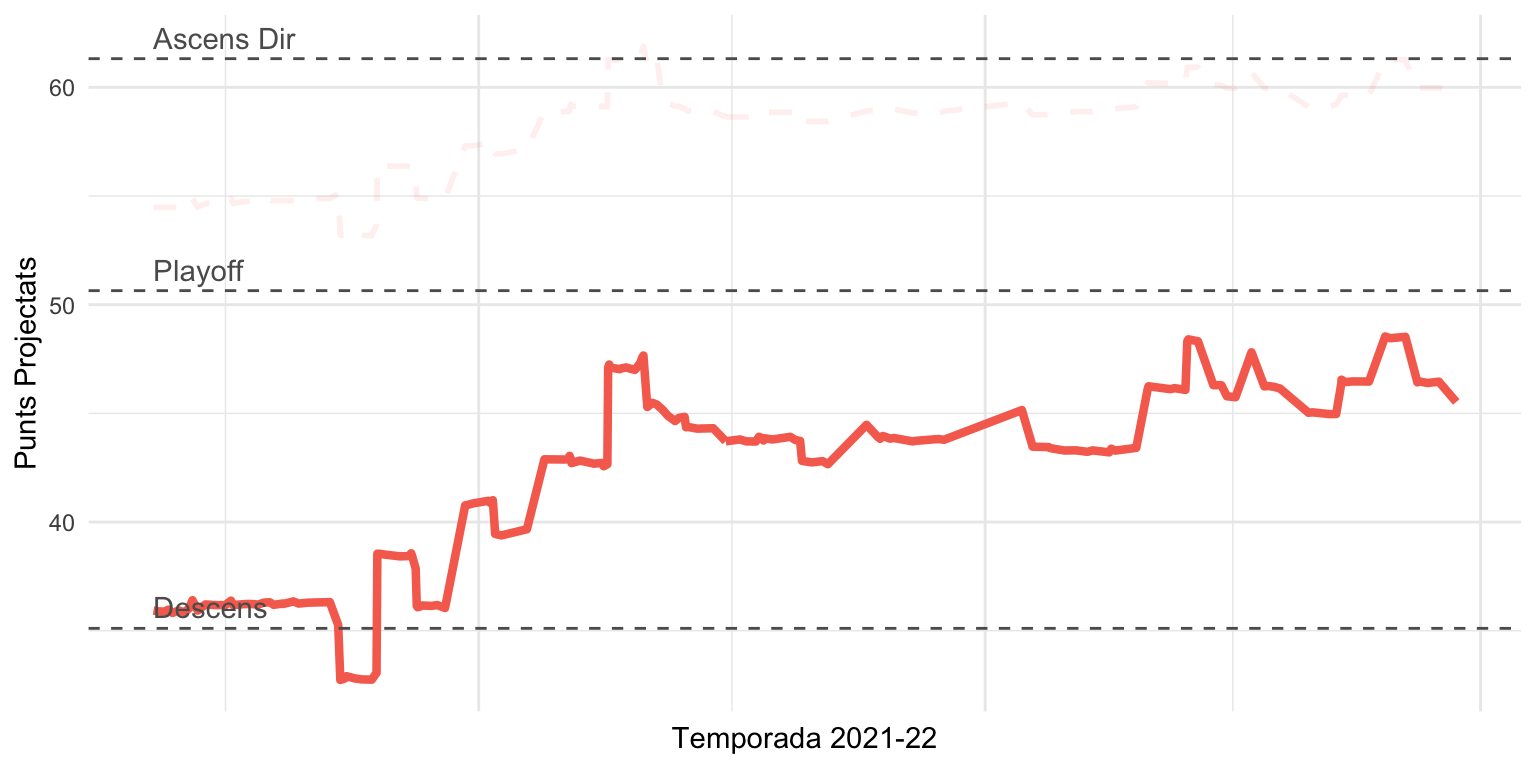 Ascens Dir
60
Playoff
50
Punts Projectats
40
Descens
Temporada 2021-22